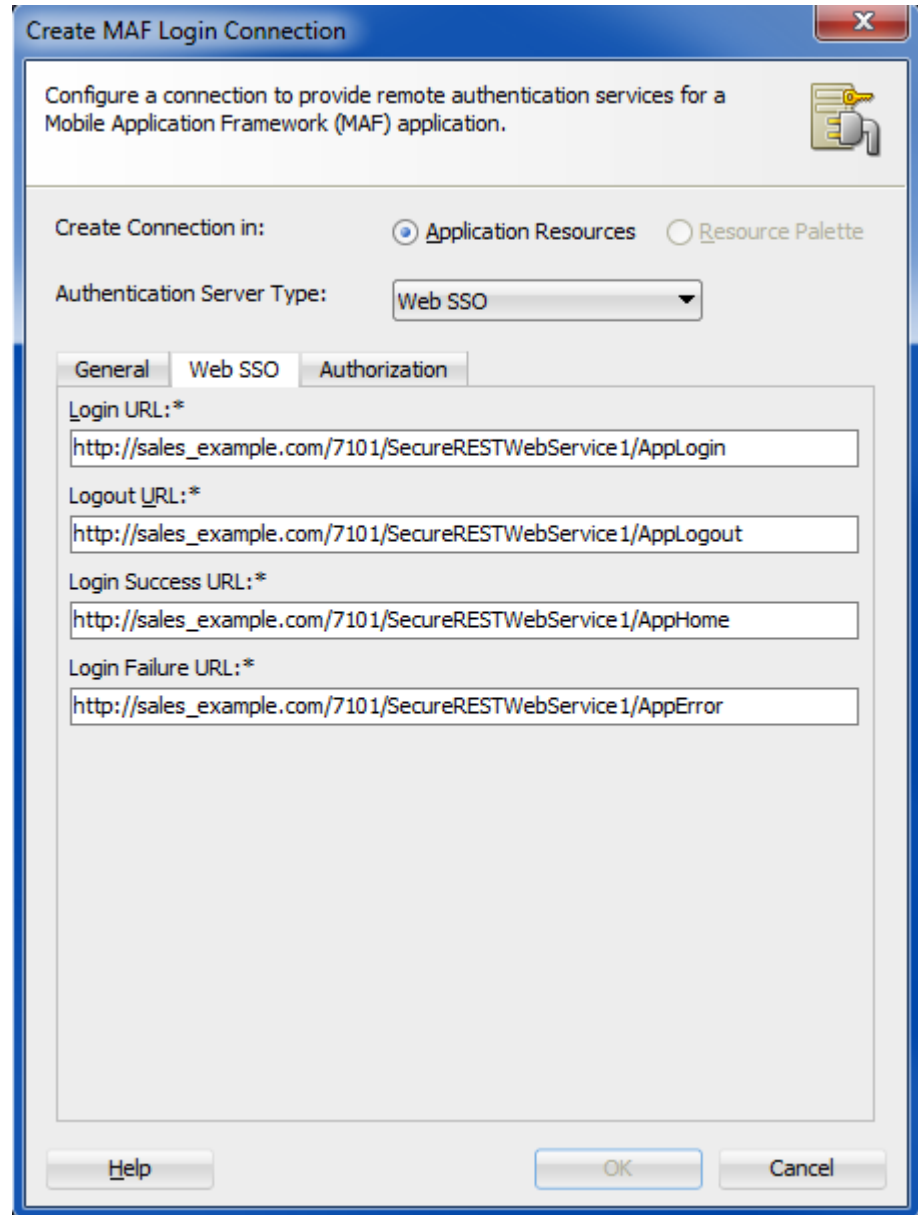 Create MAF Login Connection
Configure a connection to provide remote authentication services for a
Mobile Application Framework (MAF) application.
Create Connection in: Application Resources Resource Palette
Authentication Server Type: Web SSO
General Web SSO Authorization
Login URL:*
http://sales_example.com/7101/SecureRESTWebService1/AppLogin
Logout URL:*
http://sales_example.com/7101/SecureRESTWebService1/AppLogout
Login Success URL:*
http://sales_example.com/7101/SecureRESTWebService1/AppHome
Login Failure URL:*
http://sales_example.com/7101/SecureRESTWebService1/AppError
Help OK Cancel